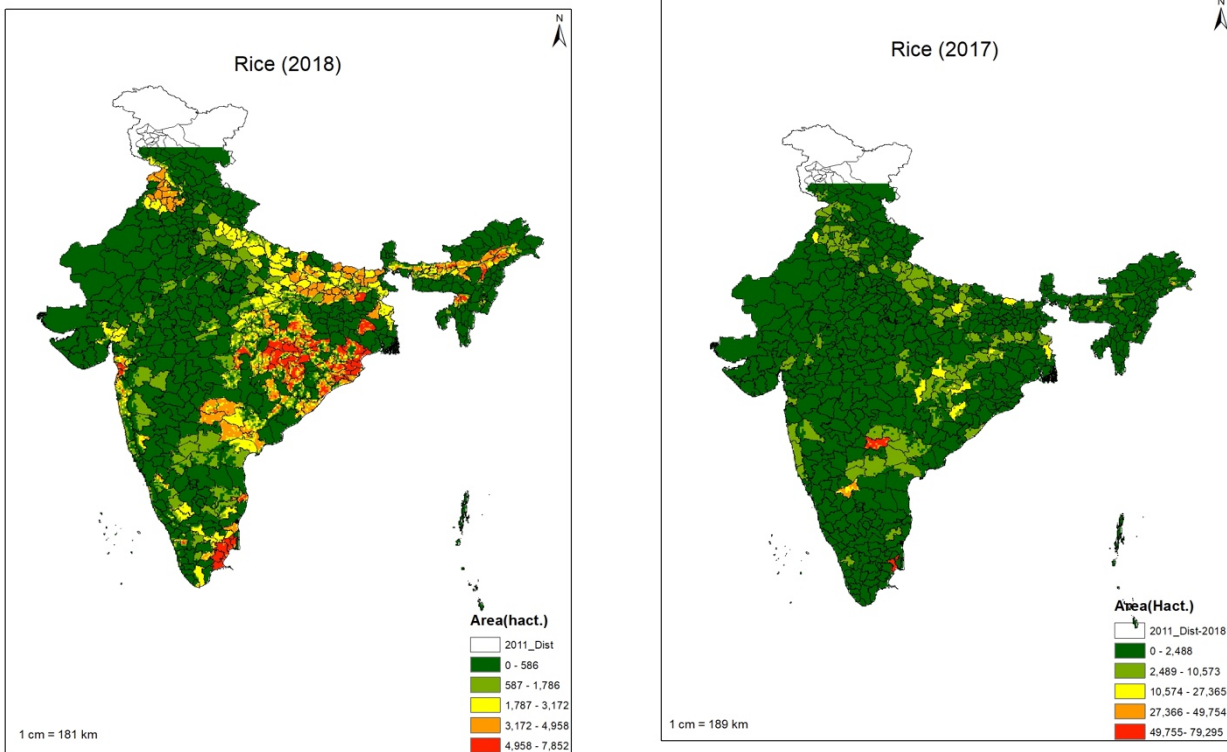 N
Rice (2018)
Area(hact.)
2011_Dist
0 - 586
587 - 1,786
1,787 - 3,172
3,172 - 4,958
4,958 - 7,852
1 cm = 181 km
N
Rice (2017)
Area(Hact.)
2011_Dist-2018
0 - 2,488
2,489 - 10,573
10,574 - 27,365
27,366 - 49,754
49,755- 79,295
1 cm = 189 km